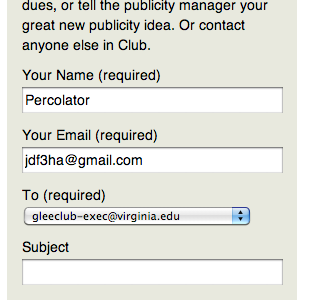 dues, or tell the publicity manager your
great new publicity idea. Or contact
anyone else in Club.
Your Name (required)
Percolator
Your Email (required)
jdf3ha@gmail.com
To (required)
gleeclub-exec@virginia.edu
Subject